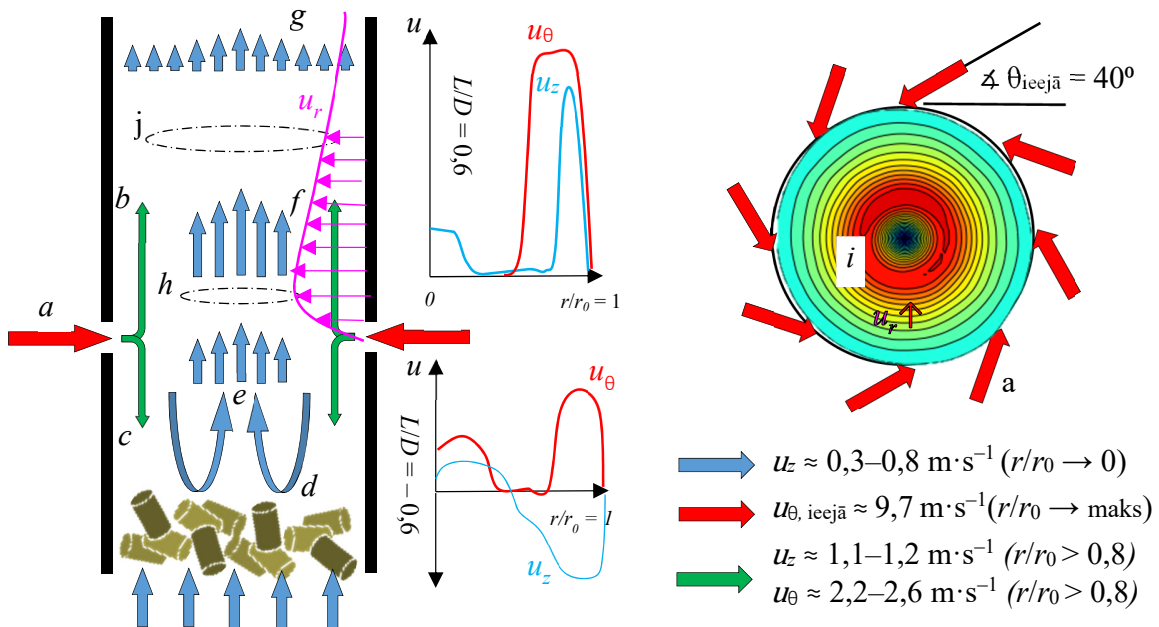 g
u
uθ
uz
L/D = 0,6
0
r/r0 = 1
ur
j
b
f
h
a
e
c
d
u
uθ
L/D = – 0,6
r/r0 = 1
uz
∡ θieejā = 40º
i
ur
a
uz ≈ 0,3–0,8 m·s⁻¹ (r/r0 → 0)
uθ, ieejā ≈ 9,7 m·s⁻¹(r/r0 → maks)
uz ≈ 1,1–1,2 m·s⁻¹ (r/r0 > 0,8)
uθ ≈ 2,2–2,6 m·s⁻¹ (r/r0 > 0,8)